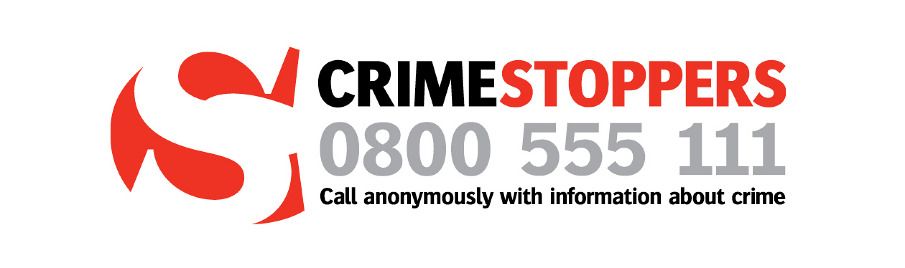 CRIMESTOPPERS
0800 555 111
Call anonymously with information about crime